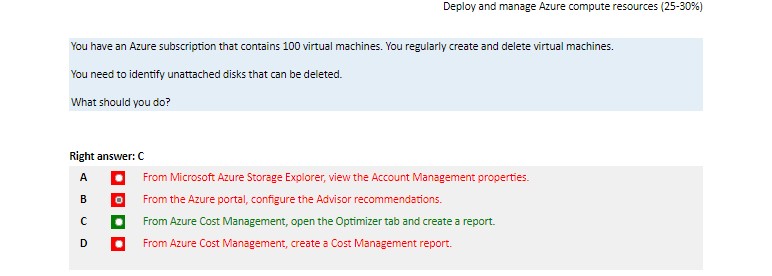 Deploy and manage Azure compute resources (25-30%)
You have an Azure subscription that contains 100 virtual machines. You regularly create and delete virtual machines.
You need to identify unattached disks that can be deleted.
What should you do?
Right answer: C
A From Microsoft Azure Storage Explorer, view the Account Management properties.
B From the Azure portal, configure the Advisor recommendations.
C From Azure Cost Management, open the Optimizer tab and create a report.
D From Azure Cost Management, create a Cost Management report.